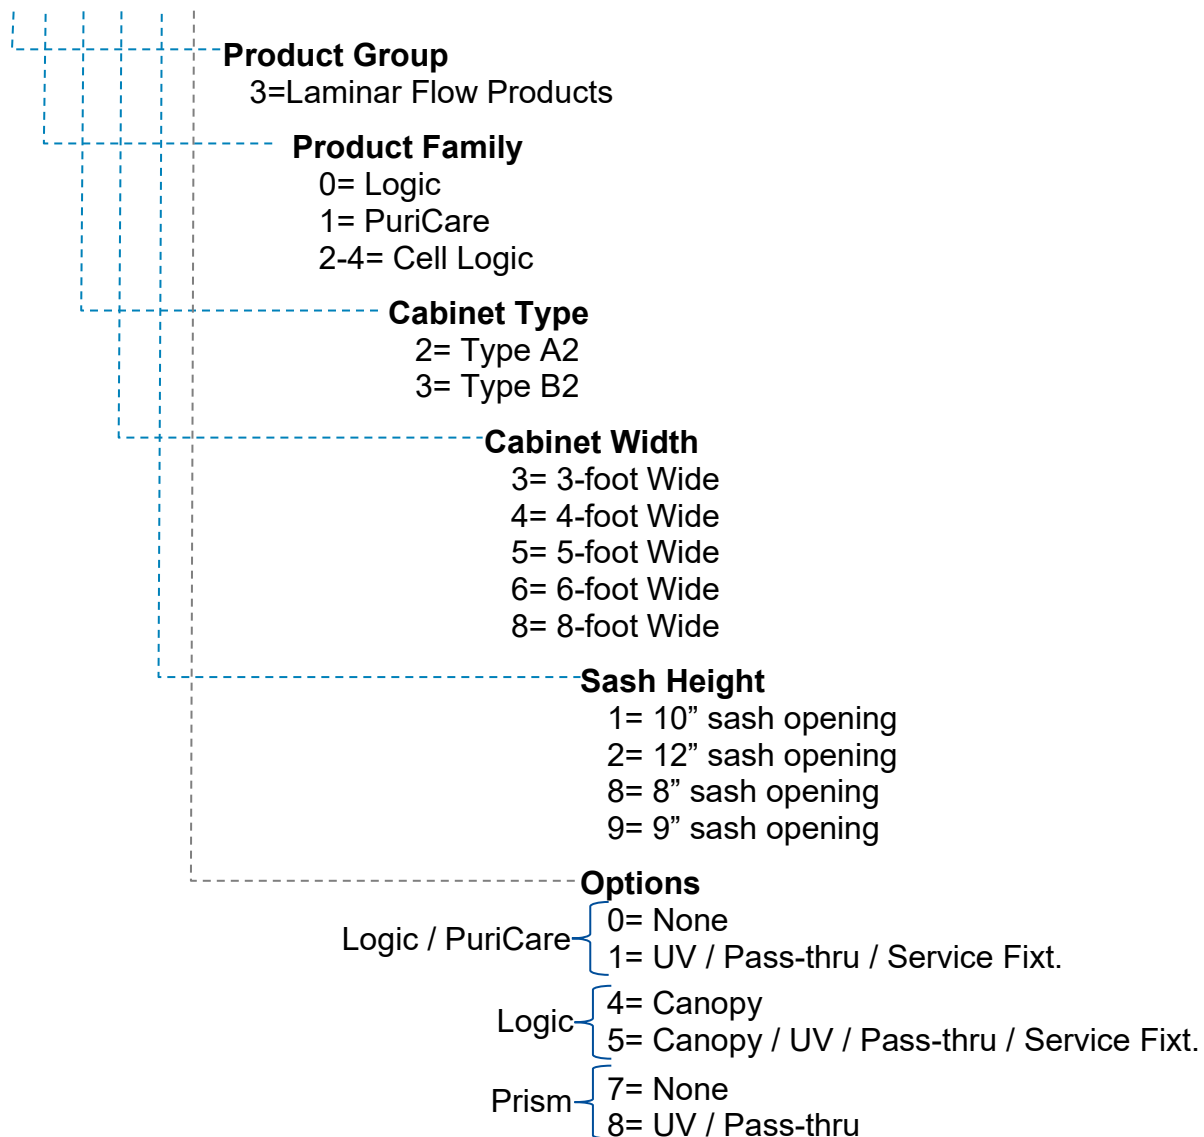 Product Group
3=Laminar Flow Products
Product Family
0= Logic
1= PuriCare
2-4= Cell Logic
Cabinet Type
2= Type A2
3= Type B2
Cabinet Width
3= 3-foot Wide
4= 4-foot Wide
5= 5-foot Wide
6= 6-foot Wide
8= 8-foot Wide
Sash Height
1= 10” sash opening
2= 12” sash opening
8= 8” sash opening
9= 9” sash opening
Options
Logic / PuriCare
0= None
1= UV / Pass-thru / Service Fixt.
Logic
4= Canopy
5= Canopy / UV / Pass-thru / Service Fixt.
Prism
7= None
8= UV / Pass-thru